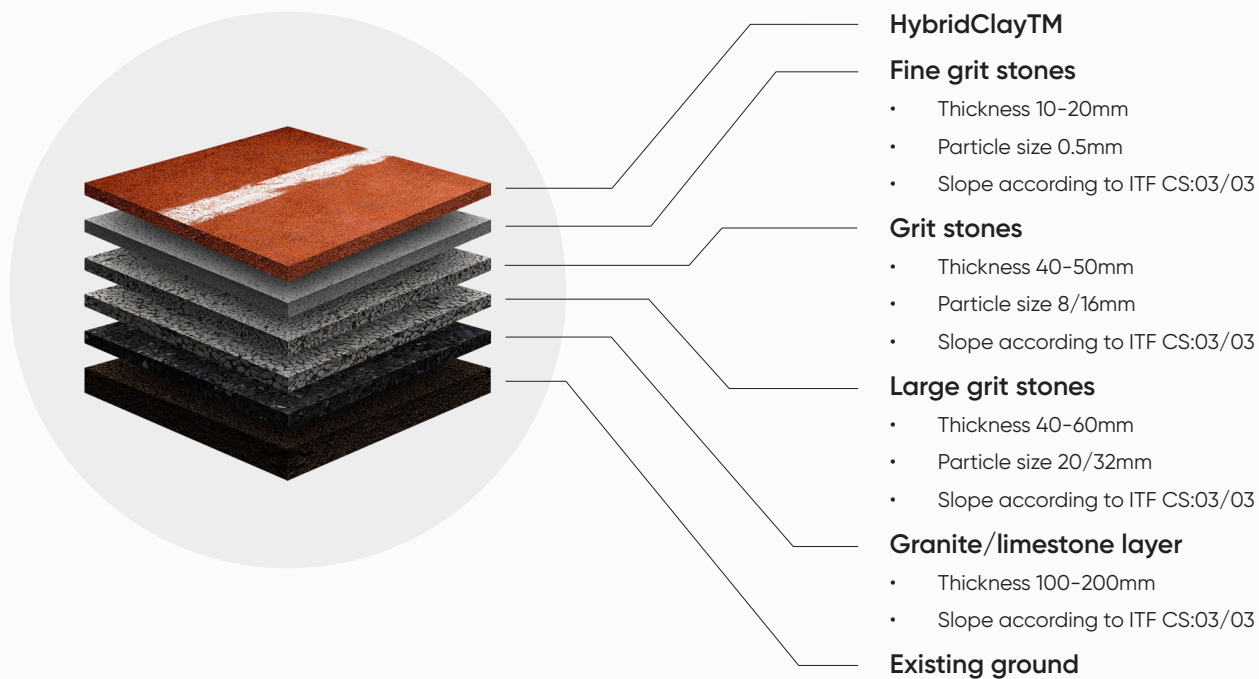 HybridClayTM
Fine grit stones
• Thickness 10-20mm
• Particle size 0.5mm
• Slope according to ITF CS:03/03
Grit stones
• Thickness 40-50mm
• Particle size 8/16mm
• Slope according to ITF CS:03/03
Large grit stones
• Thickness 40-60mm
• Particle size 20/32mm
• Slope according to ITF CS:03/03
Granite/limestone layer
• Thickness 100-200mm
• Slope according to ITF CS:03/03
Existing ground